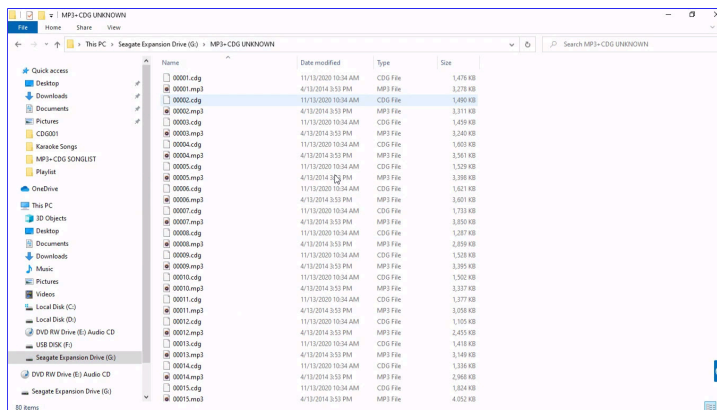 MP3+CDG UNKNOWN
File Home Share View
This PC > Seagate Expansion Drive (G:) > MP3+CDG UNKNOWN
Search MP3+CDG UNKNOWN
Name Date modified Type Size
Quick access
Desktop
Downloads
Documents
Pictures
CDG001
Karaoke Songs
MP3+CDG SONGLIST
Playlist
OneDrive
This PC
3D Objects
Desktop
Documents
Downloads
Music
Pictures
Videos
Local Disk (C:)
Local Disk (D:)
DVD RW Drive (E:) Audio CD
USB DISK (F:)
Seagate Expansion Drive (G:)
DVD RW Drive (E:) Audio CD
Seagate Expansion Drive (G:)
00001.cdg 11/13/2020 10:34 AM CDG File 1,476 KB
00001.mp3 4/13/2014 3:53 PM MP3 File 3,278 KB
00002.cdg 11/13/2020 10:34 AM CDG File 1,490 KB
00002.mp3 4/13/2014 3:53 PM MP3 File 3,311 KB
00003.cdg 11/13/2020 10:34 AM CDG File 1,459 KB
00003.mp3 4/13/2014 3:53 PM MP3 File 3,240 KB
00004.cdg 11/13/2020 10:34 AM CDG File 1,603 KB
00004.mp3 4/13/2014 3:53 PM MP3 File 3,561 KB
00005.cdg 11/13/2020 10:34 AM CDG File 1,529 KB
00005.mp3 4/13/2014 3:53 PM MP3 File 3,398 KB
00006.cdg 11/13/2020 10:34 AM CDG File 1,621 KB
00006.mp3 4/13/2014 3:53 PM MP3 File 3,601 KB
00007.cdg 11/13/2020 10:34 AM CDG File 1,733 KB
00007.mp3 4/13/2014 3:53 PM MP3 File 3,850 KB
00008.cdg 11/13/2020 10:34 AM CDG File 1,287 KB
00008.mp3 4/13/2014 3:53 PM MP3 File 2,859 KB
00009.cdg 11/13/2020 10:34 AM CDG File 1,528 KB
00009.mp3 4/13/2014 3:53 PM MP3 File 3,395 KB
00010.cdg 11/13/2020 10:34 AM CDG File 1,502 KB
00010.mp3 4/13/2014 3:53 PM MP3 File 3,337 KB
00011.cdg 11/13/2020 10:34 AM CDG File 1,377 KB
00011.mp3 4/13/2014 3:53 PM MP3 File 3,058 KB
00012.cdg 11/13/2020 10:34 AM CDG File 1,105 KB
00012.mp3 4/13/2014 3:53 PM MP3 File 2,455 KB
00013.cdg 11/13/2020 10:34 AM CDG File 1,418 KB
00013.mp3 4/13/2014 3:53 PM MP3 File 3,149 KB
00014.cdg 11/13/2020 10:34 AM CDG File 1,336 KB
00014.mp3 4/13/2014 3:53 PM MP3 File 2,968 KB
00015.cdg 11/13/2020 10:34 AM CDG File 1,824 KB
00015.mp3 4/13/2014 3:53 PM MP3 File 4,052 KB
80 items